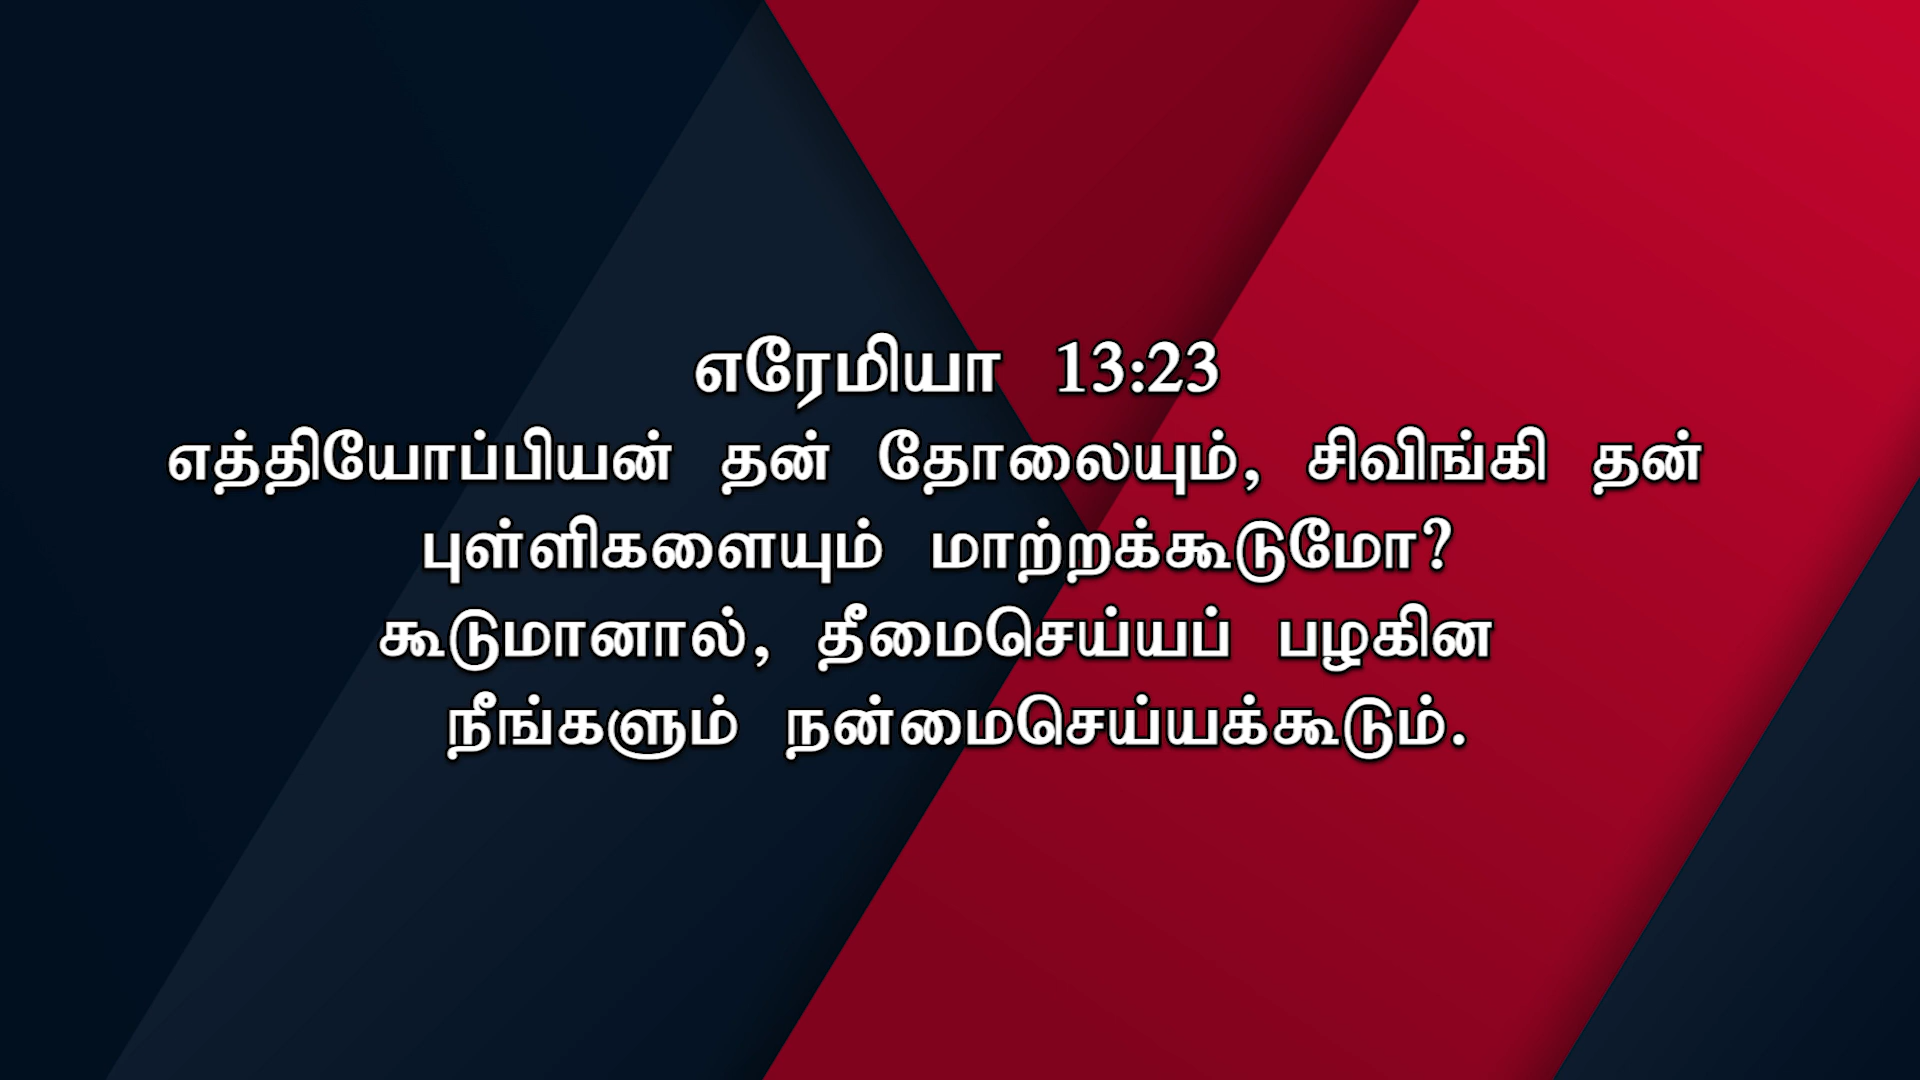 எரேமியா 13:23
எத்தியோப்பியன் தன் தோலையும், சிவிங்கி தன்
புள்ளிகளையும் மாற்றக்கூடுமோ?
கூடுமானால், தீமைசெய்யப் பழகின
நீங்களும் நன்மைசெய்யக்கூடும்.